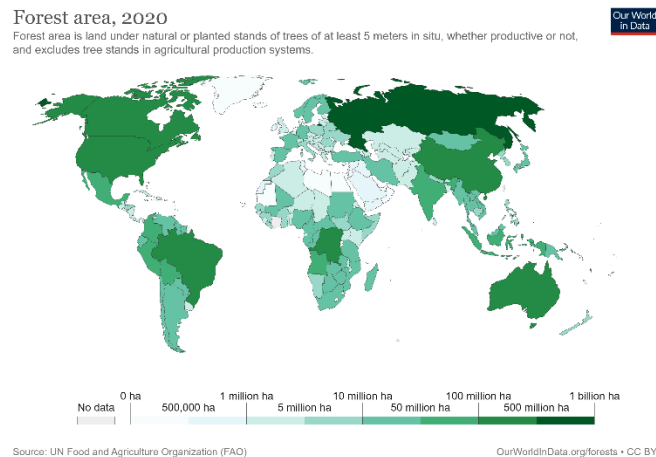 Forest area, 2020
Our World
in Data
Forest area is land under natural or planted stands of trees of at least 5 meters in situ, whether productive or not,
and excludes tree stands in agricultural production systems.
No data
0 ha
1 million ha
10 million ha
100 million ha
1 billion ha
500,000 ha
5 million ha
50 million ha
500 million ha
Source: UN Food and Agriculture Organization (FAO)
OurWorldInData.org/forests • CC BY